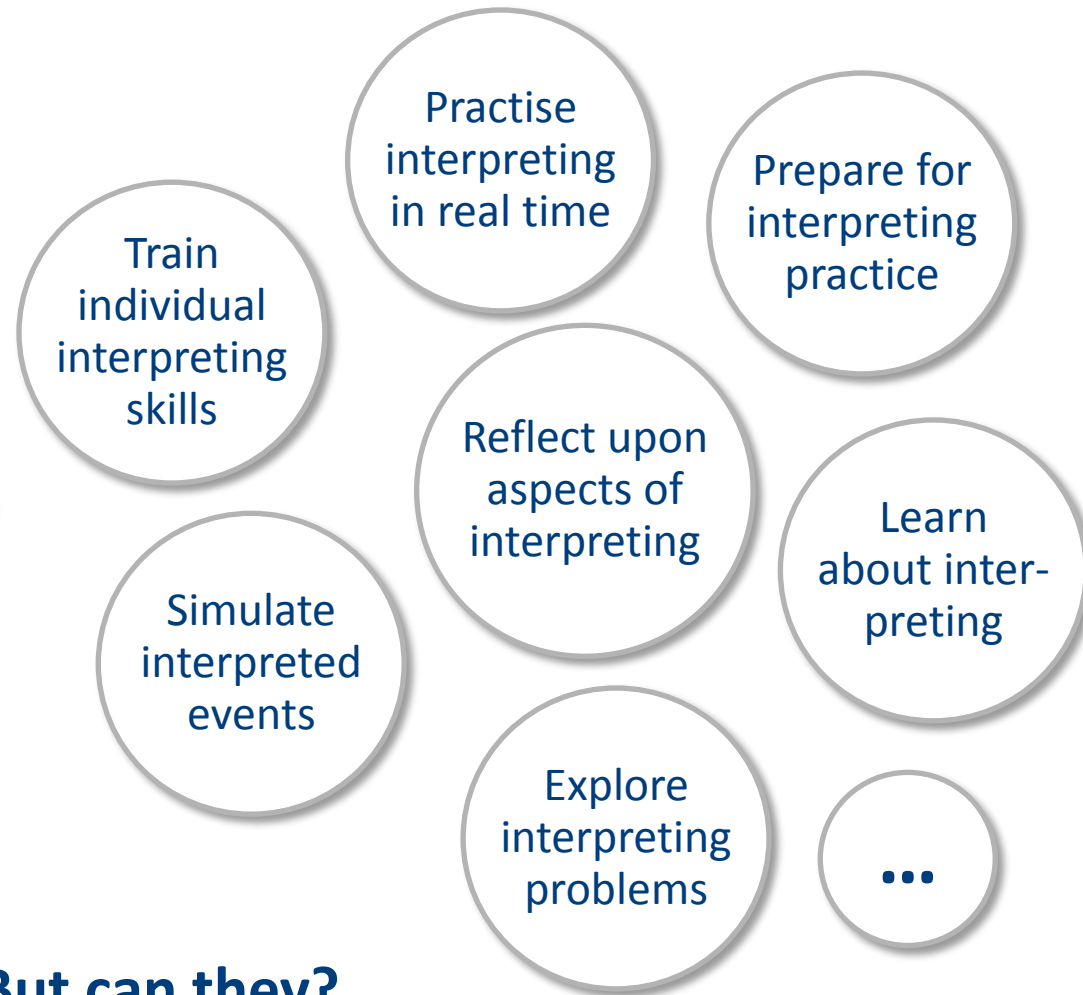 Practise
interpreting
in real time
Prepare for
interpreting
practice
Train
individual
interpreting
skills
Reflect upon
aspects of
interpreting
Learn
about inter-
preting
Simulate
interpreted
events
Explore
interpreting
problems
...
But can they?